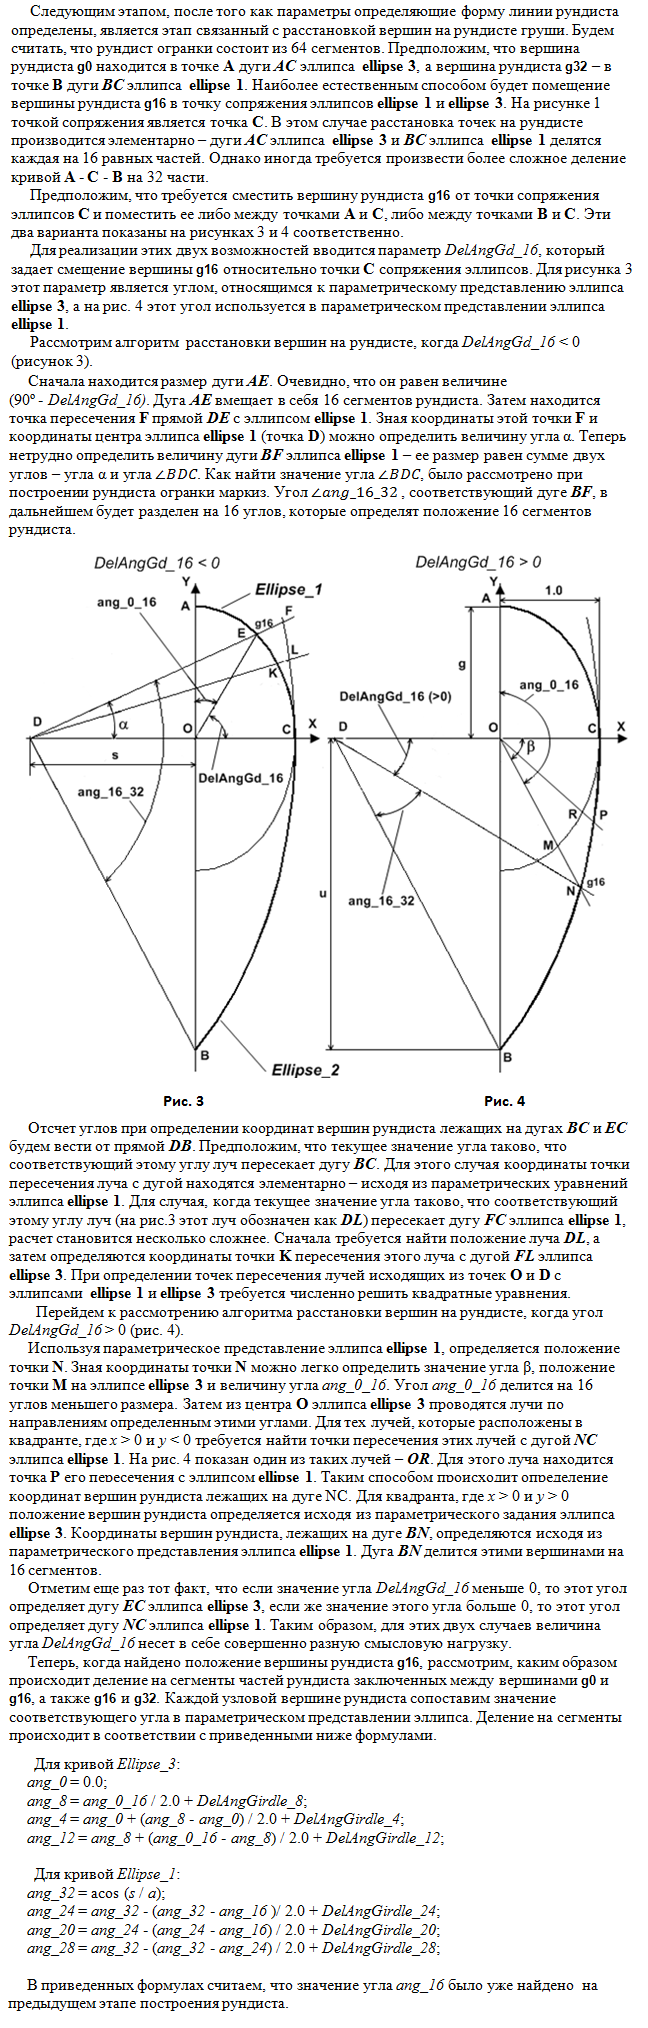 Следующим этапом, после того как параметры определяющие форму линии рундиста
определены, является этап связанный с расстановкой вершин на рундисте груши. Будем
считать, что рундист огранки состоит из 64 сегментов. Предположим, что вершина
рундиста g0 находится в точке A дуги AC эллипса ellipse 3, а вершина рундиста g32 – в
точке B дуги BC эллипса ellipse 1. Наиболее естественным способом будет помещение
вершины рундиста g16 в точку сопряжения эллипсов ellipse 1 и ellipse 3. На рисунке 1
точкой сопряжения является точка C. В этом случае расстановка точек на рундисте
производится элементарно – дуги AC эллипса ellipse 3 и BC эллипса ellipse 1 делятся
каждая на 16 равных частей. Однако иногда требуется произвести более сложное деление
кривой A - C - B на 32 части.
Предположим, что требуется сместить вершину рундиста g16 от точки сопряжения
эллипсов C и поместить ее либо между точками A и C, либо между точками B и C. Эти
два варианта показаны на рисунках 3 и 4 соответственно.
Для реализации этих двух возможностей вводится параметр DelAngGd_16, который
задает смещение вершины g16 относительно точки C сопряжения эллипсов. Для рисунка 3
этот параметр является углом, относящимся к параметрическому представлению эллипса
ellipse 3, а на рис. 4 этот угол используется в параметрическом представлении эллипса
ellipse 1.
Рассмотрим алгоритм расстановки вершин на рундисте, когда DelAngGd_16 < 0
(рисунок 3).
Сначала находится размер дуги AE. Очевидно, что он равен величине
(90º - DelAngGd_16). Дуга AE вмещает в себя 16 сегментов рундиста. Затем находится
точка пересечения F прямой DE с эллипсом ellipse 1. Зная координаты этой точки F и
координаты центра эллипса ellipse 1 (точка D) можно определить величину угла α. Теперь
нетрудно определить величину дуги BF эллипса ellipse 1 – ее размер равен сумме двух
углов – угла α и угла ∠BDC. Как найти значение угла ∠BDC, было рассмотрено при
построении рундиста огранки маркиз. Угол ∠ang_16_32 , соответствующий дуге BF, в
дальнейшем будет разделен на 16 углов, которые определят положение 16 сегментов
рундиста.
DelAngGd_16 < 0
DelAngGd_16 > 0
Y
Ellipse_1
ang_0_16
A
F
g16
E
L
K
D
α
O
C
X
s
DelAngGd_16
ang_16_32
B
Ellipse_2
Y
1.0
A
g
ang_0_16
DelAngGd_16 (>0)
D
O
C
X
β
R
P
M
N
g16
ang_16_32
u
B
Рис. 3
Рис. 4
Отсчет углов при определении координат вершин рундиста лежащих на дугах BC и EC
будем вести от прямой DB. Предположим, что текущее значение угла таково, что
соответствующий этому углу луч пересекает дугу BC. Для этого случая координаты точки
пересечения луча с дугой находятся элементарно – исходя из параметрических уравнений
эллипса ellipse 1. Для случая, когда текущее значение угла таково, что соответствующий
этому углу луч (на рис.3 этот луч обозначен как DL) пересекает дугу FC эллипса ellipse 1,
расчет становится несколько сложнее. Сначала требуется найти положение луча DL, а
затем определяются координаты точки K пересечения этого луча с дугой FL эллипса
ellipse 3. При определении точек пересечения лучей исходящих из точек O и D с
эллипсами ellipse 1 и ellipse 3 требуется численно решить квадратные уравнения.
Перейдем к рассмотрению алгоритма расстановки вершин на рундисте, когда угол
DelAngGd_16 > 0 (рис. 4).
Используя параметрическое представление эллипса ellipse 1, определяется положение
точки N. Зная координаты точки N можно легко определить значение угла β, положение
точки M на эллипсе ellipse 3 и величину угла ang_0_16. Угол ang_0_16 делится на 16
углов меньшего размера. Затем из центра O эллипса ellipse 3 проводятся лучи по
направлениям определенным этими углами. Для тех лучей, которые расположены в
квадранте, где x > 0 и y < 0 требуется найти точки пересечения этих лучей с дугой NC
эллипса ellipse 1. На рис. 4 показан один из таких лучей – OR. Для этого луча находится
точка P его пересечения с эллипсом ellipse 1. Таким способом происходит определение
координат вершин рундиста лежащих на дуге NC. Для квадранта, где x > 0 и y > 0
положение вершин рундиста определяется исходя из параметрического задания эллипса
ellipse 3. Координаты вершин рундиста, лежащих на дуге BN, определяются исходя из
параметрического представления эллипса ellipse 1. Дуга BN делится этими вершинами на
16 сегментов.
Отметим еще раз тот факт, что если значение угла DelAngGd_16 меньше 0, то этот угол
определяет дугу EC эллипса ellipse 3, если же значение этого угла больше 0, то этот угол
определяет дугу NC эллипса ellipse 1. Таким образом, для этих двух случаев величина
угла DelAngGd_16 несет в себе совершенно разную смысловую нагрузку.
Теперь, когда найдено положение вершины рундиста g16, рассмотрим, каким образом
происходит деление на сегменты частей рундиста заключенных между вершинами g0 и
g16, а также g16 и g32. Каждой узловой вершине рундиста сопоставим значение
соответствующего угла в параметрическом представлении эллипса. Деление на сегменты
происходит в соответствии с приведенными ниже формулами.
Для кривой Ellipse_3:
ang_0 = 0.0;
ang_8 = ang_0_16 / 2.0 + DelAngGirdle_8;
ang_4 = ang_0 + (ang_8 - ang_0) / 2.0 + DelAngGirdle_4;
ang_12 = ang_8 + (ang_0_16 - ang_8) / 2.0 + DelAngGirdle_12;
Для кривой Ellipse_1:
ang_32 = acos (s / a);
ang_24 = ang_32 - (ang_32 - ang_16 )/ 2.0 + DelAngGirdle_24;
ang_20 = ang_24 - (ang_24 - ang_16) / 2.0 + DelAngGirdle_20;
ang_28 = ang_32 - (ang_32 - ang_24) / 2.0 + DelAngGirdle_28;
В приведенных формулах считаем, что значение угла ang_16 было уже найдено на
предыдущем этапе построения рундиста.